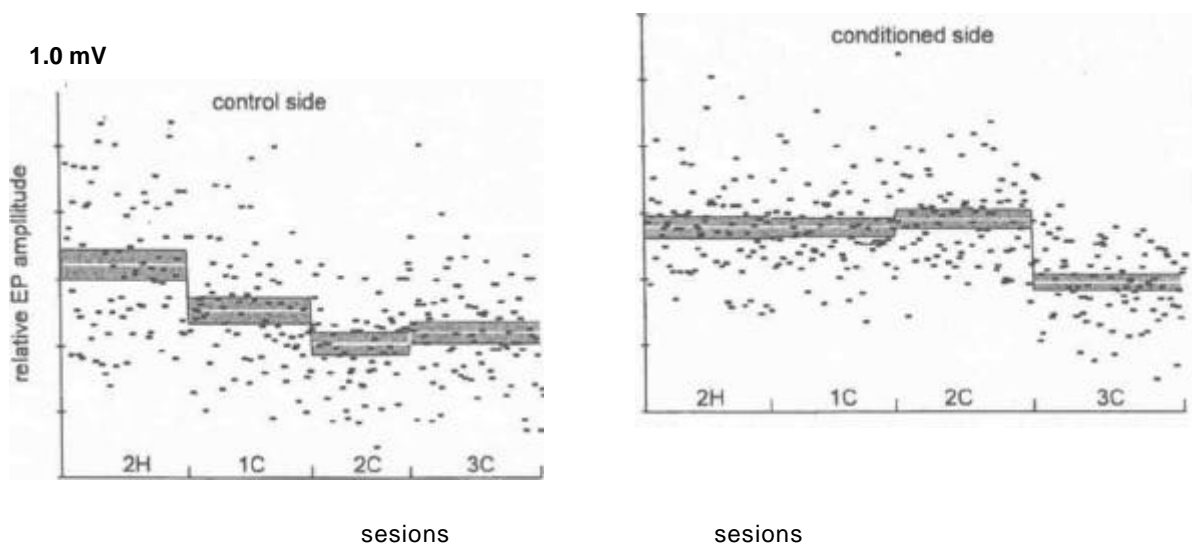 1.0 mV
control side
relative EP ampllitude
2H 1C 2C 3C
sesions
conditioned side
2H 1C 2C 3C
sesions